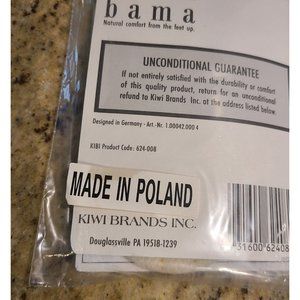 bama
Natural comfort from the feet up.
UNCONDITIONAL GUARANTEE
If not entirely satisfied with the durability or comfort
of this quality product, return for an unconditional
refund to Kiwi Brands Inc. at the address listed below.
Designed in Germany - Art.-Nr. 1.00042.000 4
KIBI Product Code: 624-008
MADE IN POLAND
KIWI BRANDS INC.
Douglassville PA 19518-1239
31600 62408